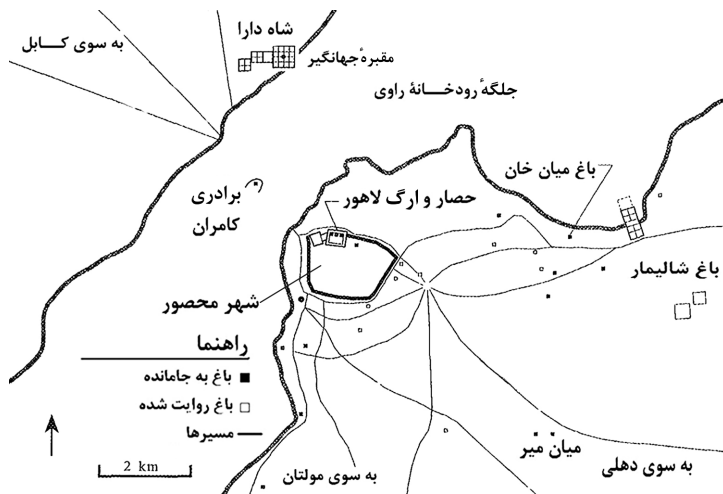 شاه دارا
به سوی کـــابل
مقبرهٔ جهانگیر
جلگهٔ رودخـــانهٔ راوی
باغ میان خان
برادری
کامران
حصار و ارگ لاهور
باغ شالیمار
شهر محصور
راهنما
باغ به جامانده
باغ روایت شده
مسیرها
2 km
به سوی مولتان
میان میر
به سوی دهلی